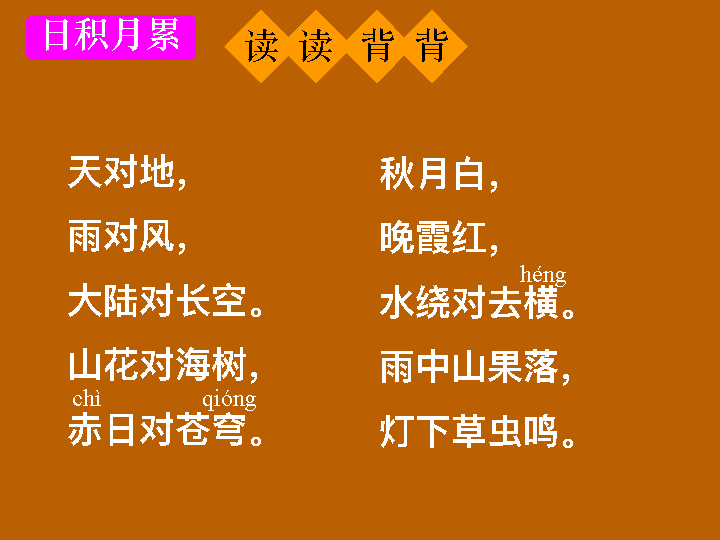 日积月累
读读背背
天对地，
雨对风，
大陆对长空。
山花对海树，
chì qióng
赤日对苍穹。
秋月白，
晚霞红，
héng
水绕对去横。
雨中山果落，
灯下草虫鸣。